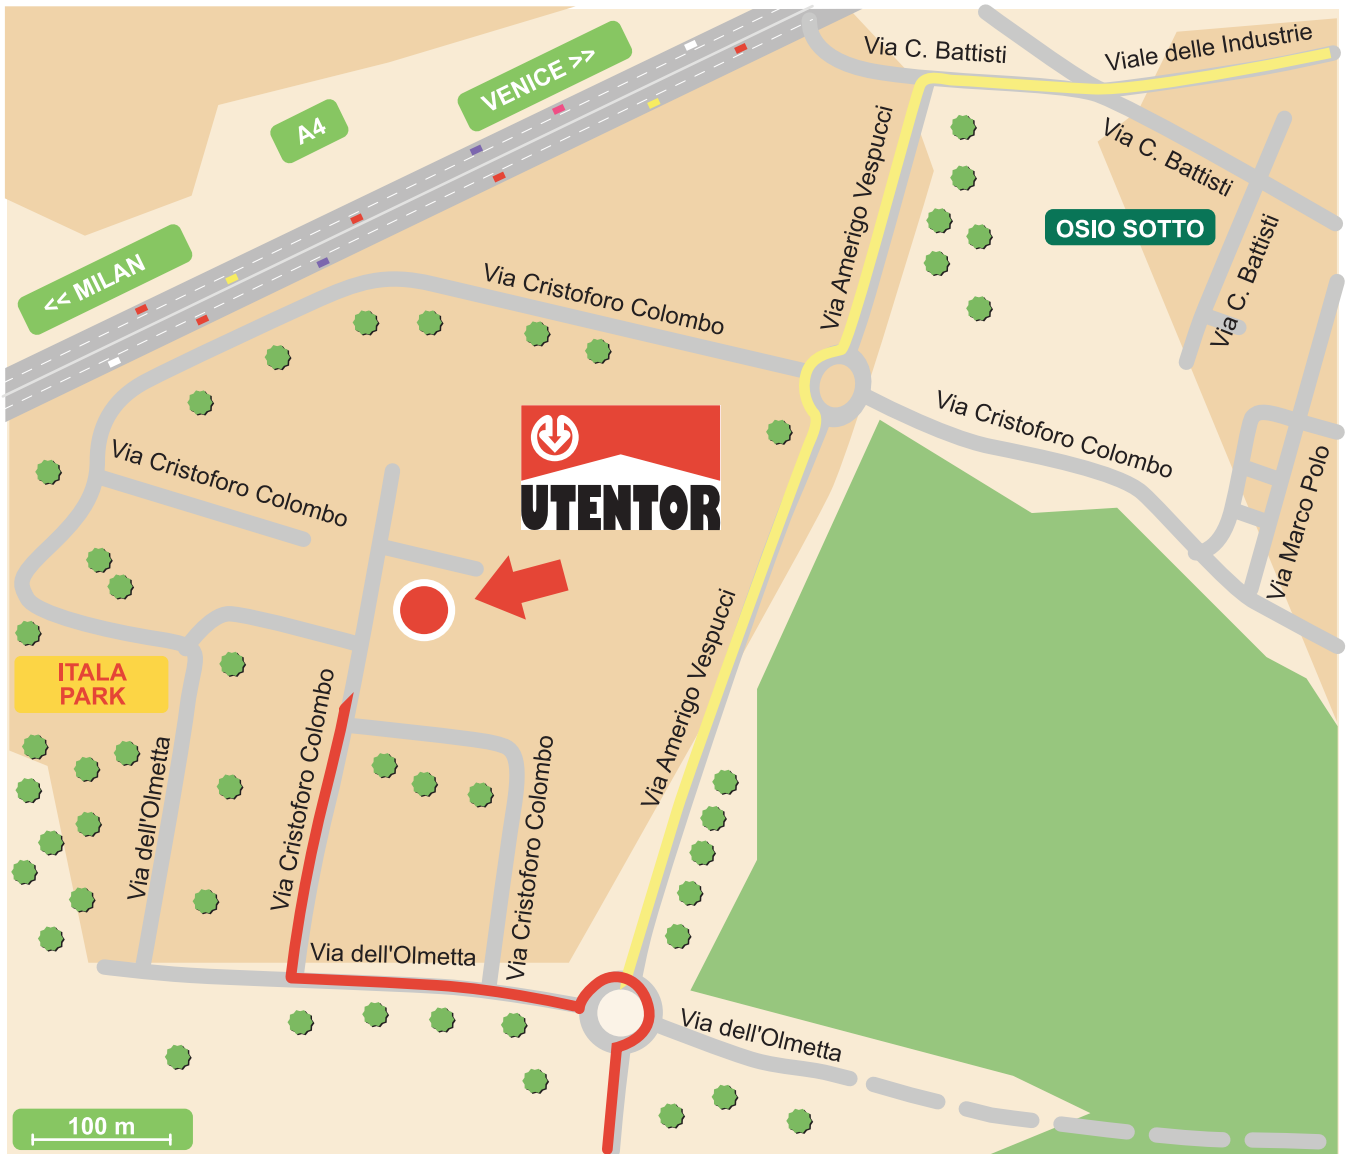 Via C. Battisti
Viale delle Industrie
VENICE >>
A4
Via Amerigo Vespucci
Via C. Battisti
OSIO SOTTO
<< MILAN
Via C. Battisti
Via Cristoforo Colombo
Via Cristoforo Colombo
Via Cristoforo Colombo
UTENTOR
Via Marco Polo
Via Amerigo Vespucci
ITALA
PARK
Via Cristoforo Colombo
Via dell'Olmetta
Via Cristoforo Colombo
Via dell'Olmetta
Via dell'Olmetta
100 m